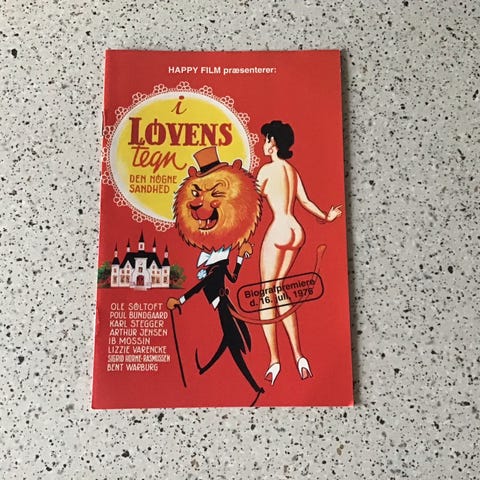 HAPPY FILM præsenterer:
i
LØVENS
tegn
DEN NØGNE
SANDHED
Biografpremiere
d. 16. juli. 1976
OLE SØLTOFT
POUL BUNDGAARD
KARL STEGGER
ARTHUR JENSEN
IB MOSSIN
LIZZIE VARENCKE
SIGRID HORNE-RASMUSSEN
BENT WARBURG